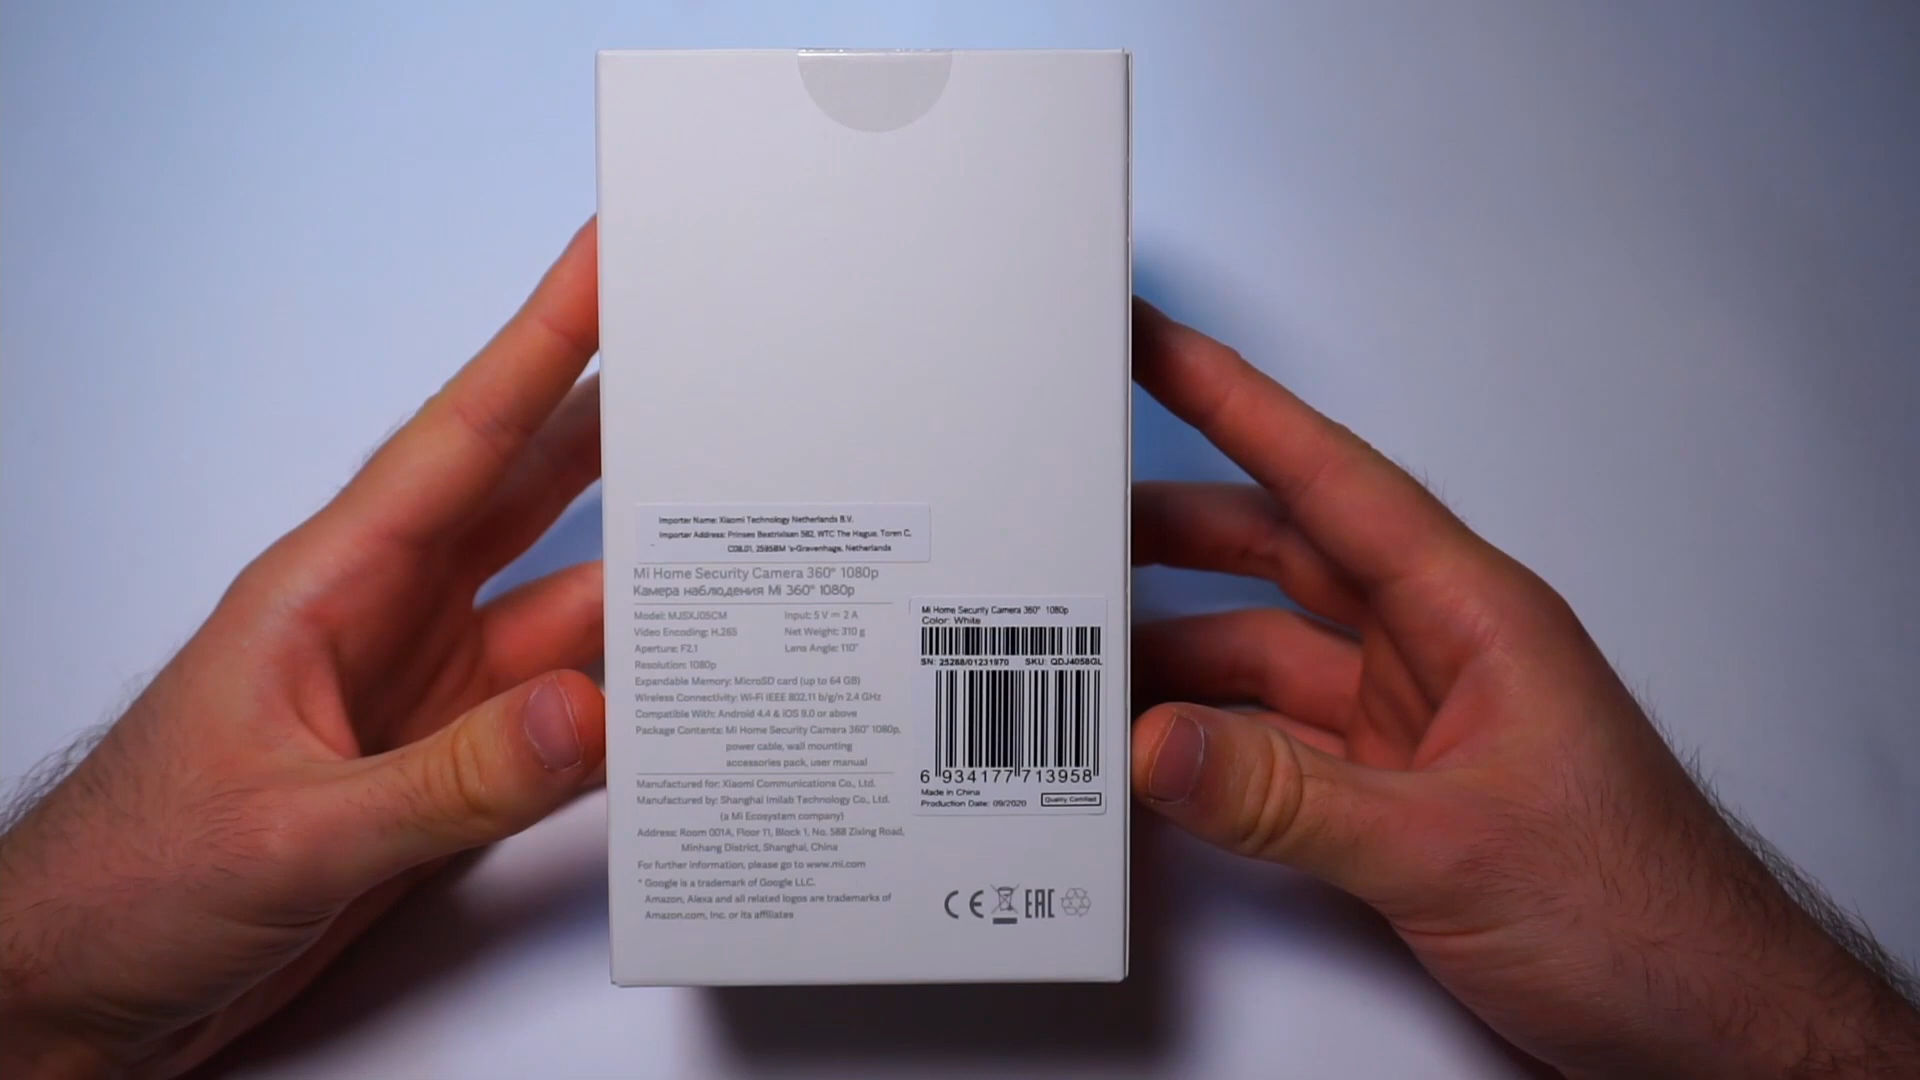 Importer Name: Xiaomi Technology Netherlands B.V.
Importer Address: Prinses Beatrixlaan 582, WTC The Hague, Toren C,
C08.01, 2595BM 's-Gravenhage, Netherlands
Mi Home Security Camera 360° 1080p
Камера наблюдения Mi 360° 1080p
Model: MJSXJ05CM
Input: 5 V ⎓ 2 A
Video Encoding: H.265
Net Weight: 310 g
Aperture: F2.1
Lens Angle: 110°
Resolution: 1080p
Expandable Memory: MicroSD card (up to 64 GB)
Wireless Connectivity: Wi-Fi IEEE 802.11 b/g/n 2.4 GHz
Compatible With: Android 4.4 & iOS 9.0 or above
Package Contents: Mi Home Security Camera 360° 1080p,
power cable, wall mounting
accessories pack, user manual
Manufactured for: Xiaomi Communications Co., Ltd.
Manufactured by: Shanghai Imilab Technology Co., Ltd.
(a Mi Ecosystem company)
Address: Room 001A, Floor 11, Block 1, No. 588 Zixing Road,
Minhang District, Shanghai, China
For further information, please go to www.mi.com
* Google is a trademark of Google LLC.
Amazon, Alexa and all related logos are trademarks of
Amazon.com, Inc. or its affiliates
Mi Home Security Camera 360° 1080p
Color: White
SN: 25288/01231970 SKU: QDJ4058GL
6 934177 713958
Made in China
Production Date: 09/2020
Quality Certified
CE EAC